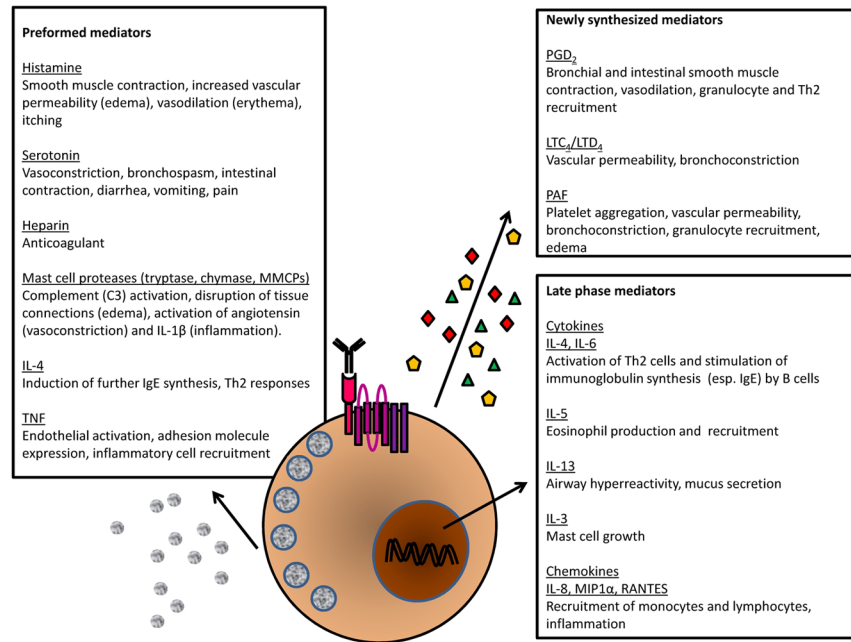 Preformed mediators
Histamine
Smooth muscle contraction, increased vascular
permeability (edema), vasodilation (erythema),
itching
Serotonin
Vasoconstriction, bronchospasm, intestinal
contraction, diarrhea, vomiting, pain
Heparin
Anticoagulant
Mast cell proteases (tryptase, chymase, MMCPs)
Complement (C3) activation, disruption of tissue
connections (edema), activation of angiotensin
(vasoconstriction) and IL-1β (inflammation).
IL-4
Induction of further IgE synthesis, Th2 responses
TNF
Endothelial activation, adhesion molecule
expression, inflammatory cell recruitment
Newly synthesized mediators
PGD₂
Bronchial and intestinal smooth muscle
contraction, vasodilation, granulocyte and Th2
recruitment
LTC₄/LTD₄
Vascular permeability, bronchoconstriction
PAF
Platelet aggregation, vascular permeability,
bronchoconstriction, granulocyte recruitment,
edema
Late phase mediators
Cytokines
IL-4, IL-6
Activation of Th2 cells and stimulation of
immunoglobulin synthesis (esp. IgE) by B cells
IL-5
Eosinophil production and recruitment
IL-13
Airway hyperreactivity, mucus secretion
IL-3
Mast cell growth
Chemokines
IL-8, MIP1α, RANTES
Recruitment of monocytes and lymphocytes,
inflammation